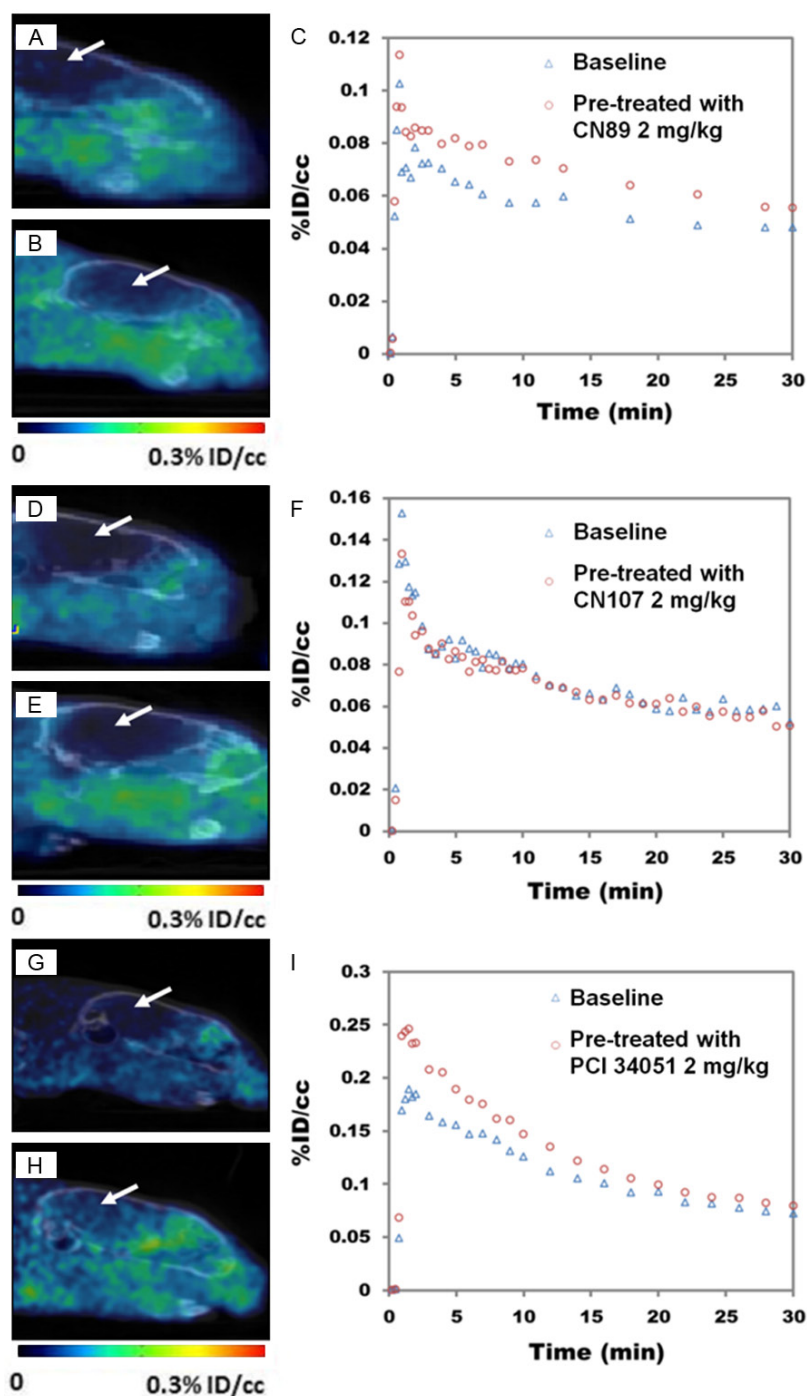 A
B
0
0.3% ID/cc
C
0.12
0.1
0.08
0.06
0.04
0.02
0
%ID/cc
Baseline
Pre-treated with
CN89 2 mg/kg
0
5
10
15
20
25
30
Time (min)
D
E
0
0.3% ID/cc
F
0.16
0.14
0.12
0.1
0.08
0.06
0.04
0.02
0
%ID/cc
Baseline
Pre-treated with
CN107 2 mg/kg
0
5
10
15
20
25
30
Time (min)
G
H
0
0.3% ID/cc
I
0.3
0.25
0.2
0.15
0.1
0.05
0
%ID/cc
Baseline
Pre-treated with
PCI 34051 2 mg/kg
0
5
10
15
20
25
30
Time (min)